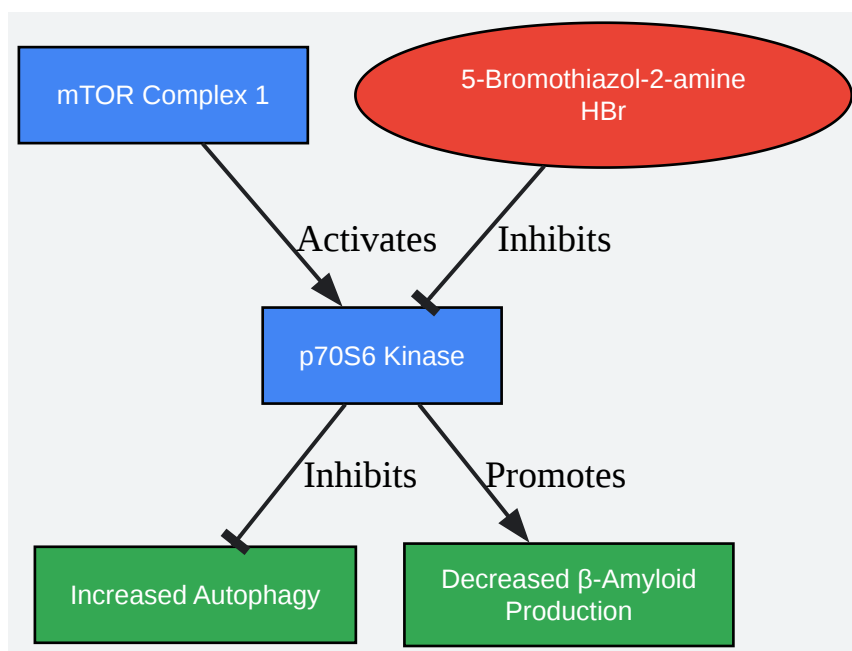 mTOR Complex 1
5-Bromothiazol-2-amine
HBr
Activates
Inhibits
p70S6 Kinase
Inhibits
Promotes
Increased Autophagy
Decreased β-Amyloid
Production